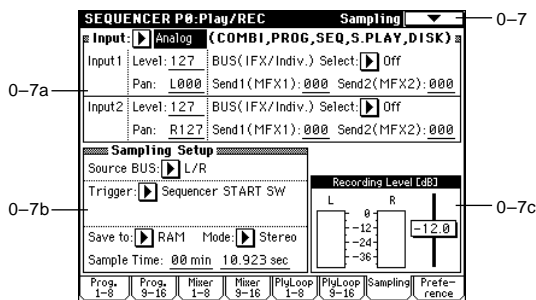 SEQUENCER P0:Play/REC Sampling
0–7
Input: Analog (COMBI,PROG,SEQ,S.PLAY,DISK)
Input1 Level: 127 BUS(IFX/Indiv.) Select: Off
Pan: L000 Send1(MFX1): 000 Send2(MFX2): 000
0–7a
Input2 Level: 127 BUS(IFX/Indiv.) Select: Off
Pan: R127 Send1(MFX1): 000 Send2(MFX2): 000
Sampling Setup
Source BUS: L/R
Trigger: Sequencer START SW
0–7b
Save to: RAM Mode: Stereo
Sample Time: 00 min 10.923 sec
Recording Level [dB]
L R
0
-12
-24
-36
-12.0
0–7c
Prog. 1–8 Prog. 9–16 Mixer 1–8 Mixer 9–16 PlyLoop 1–8 PlyLoop 9–16 Sampling Prefe-rence